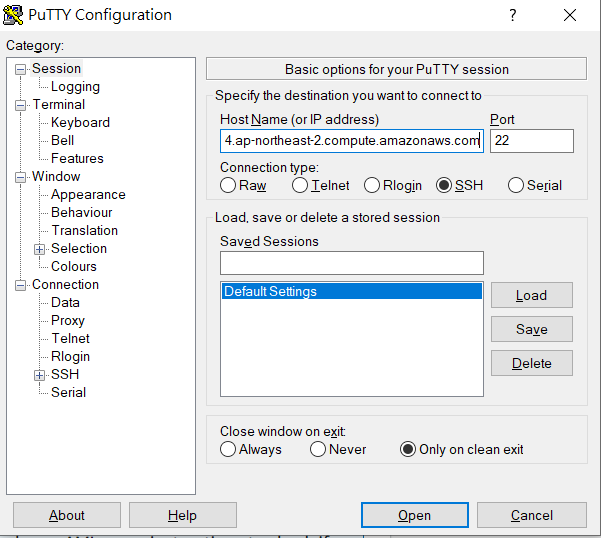 PuTTY Configuration
Category:
Session
Logging
Terminal
Keyboard
Bell
Features
Window
Appearance
Behaviour
Translation
Selection
Colours
Connection
Data
Proxy
Telnet
Rlogin
SSH
Serial
Basic options for your PuTTY session
Specify the destination you want to connect to
Host Name (or IP address) Port
4.ap-northeast-2.compute.amazonaws.com 22
Connection type:
Raw Telnet Rlogin SSH Serial
Load, save or delete a stored session
Saved Sessions
Default Settings
Load
Save
Delete
Close window on exit:
Always Never Only on clean exit
About Help Open Cancel